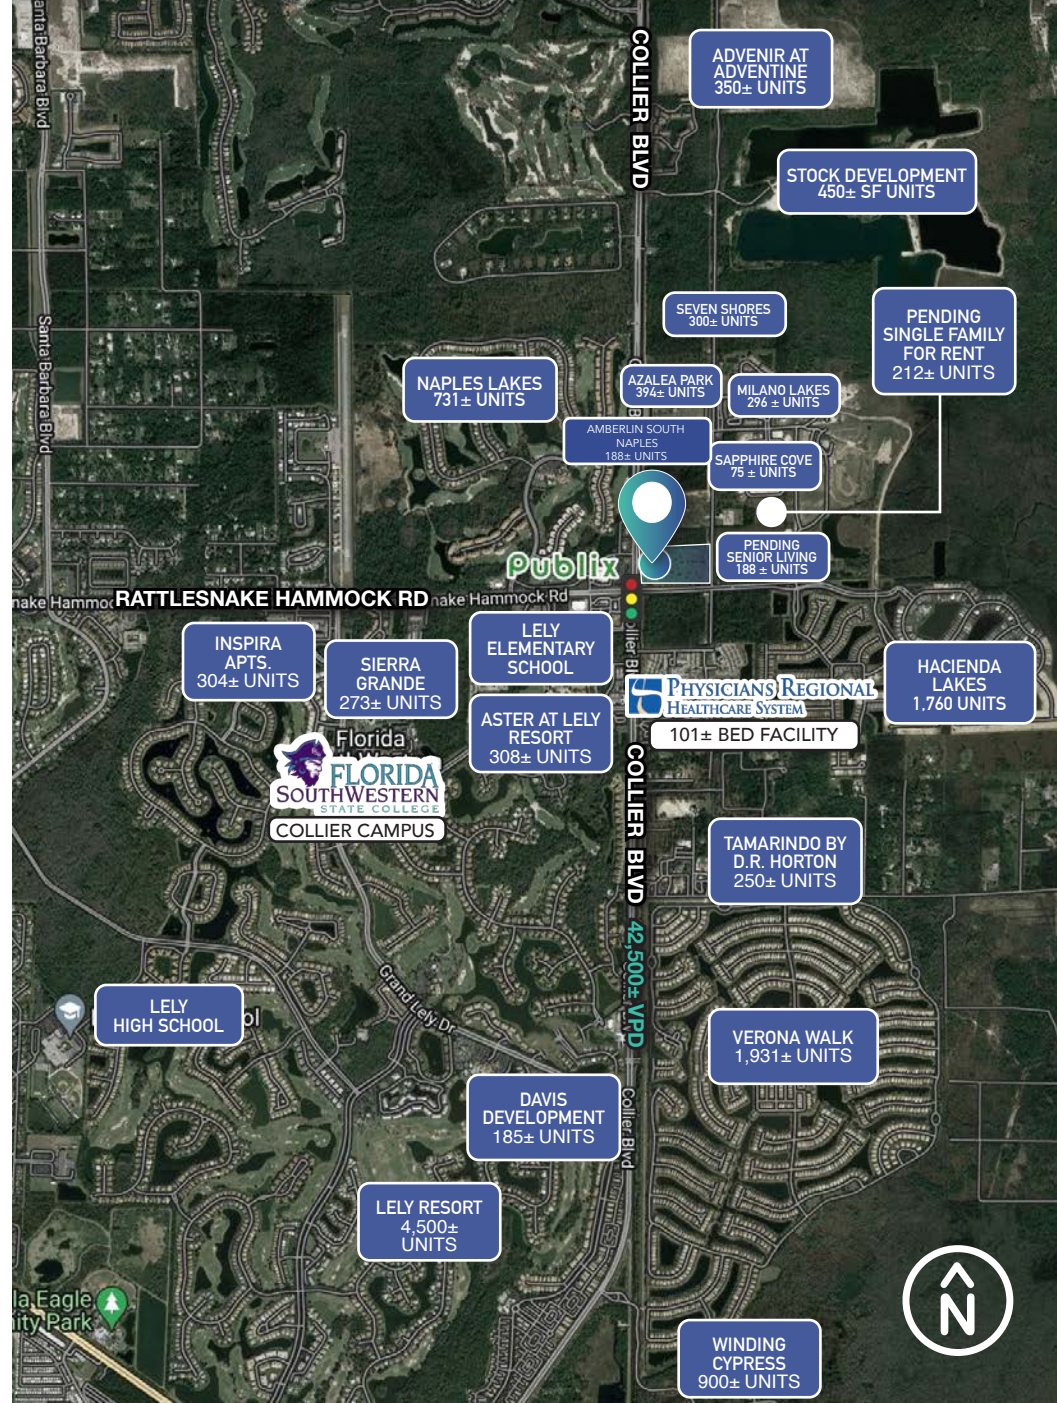 anta Barbara Blvd
COLLIER BLVD
ADVENIR AT
ADVENTINE
350± UNITS
STOCK DEVELOPMENT
450± SF UNITS
SEVEN SHORES
300± UNITS
PENDING
SINGLE FAMILY
FOR RENT
212± UNITS
Santa Barbara Blvd
NAPLES LAKES
731± UNITS
AZALEA PARK
394± UNITS
MILANO LAKES
296 ± UNITS
AMBERLIN SOUTH
NAPLES
188± UNITS
SAPPHIRE COVE
75 ± UNITS
PENDING
SENIOR LIVING
188 ± UNITS
Publix
nake Hammoc
RATTLESNAKE HAMMOCK RD
nake Hammock Rd
INSPIRA
APTS.
304± UNITS
SIERRA
GRANDE
273± UNITS
LELY
ELEMENTARY
SCHOOL
ollier Bl
HACIENDA
LAKES
1,760 UNITS
PHYSICIANS REGIONAL
HEALTHCARE SYSTEM
101± BED FACILITY
ASTER AT LELY
RESORT
308± UNITS
Florida
FLORIDA
SOUTHWESTERN
STATE COLLEGE
COLLIER CAMPUS
COLLIER BLVD
42,500± VPD
TAMARINDO BY
D.R. HORTON
250± UNITS
Grand Lely Dr
LELY
HIGH SCHOOL
ol
VERONA WALK
1,931± UNITS
DAVIS
DEVELOPMENT
185± UNITS
Collier Blvd
LELY RESORT
4,500±
UNITS
la Eagle
ity Park
N
WINDING
CYPRESS
900± UNITS